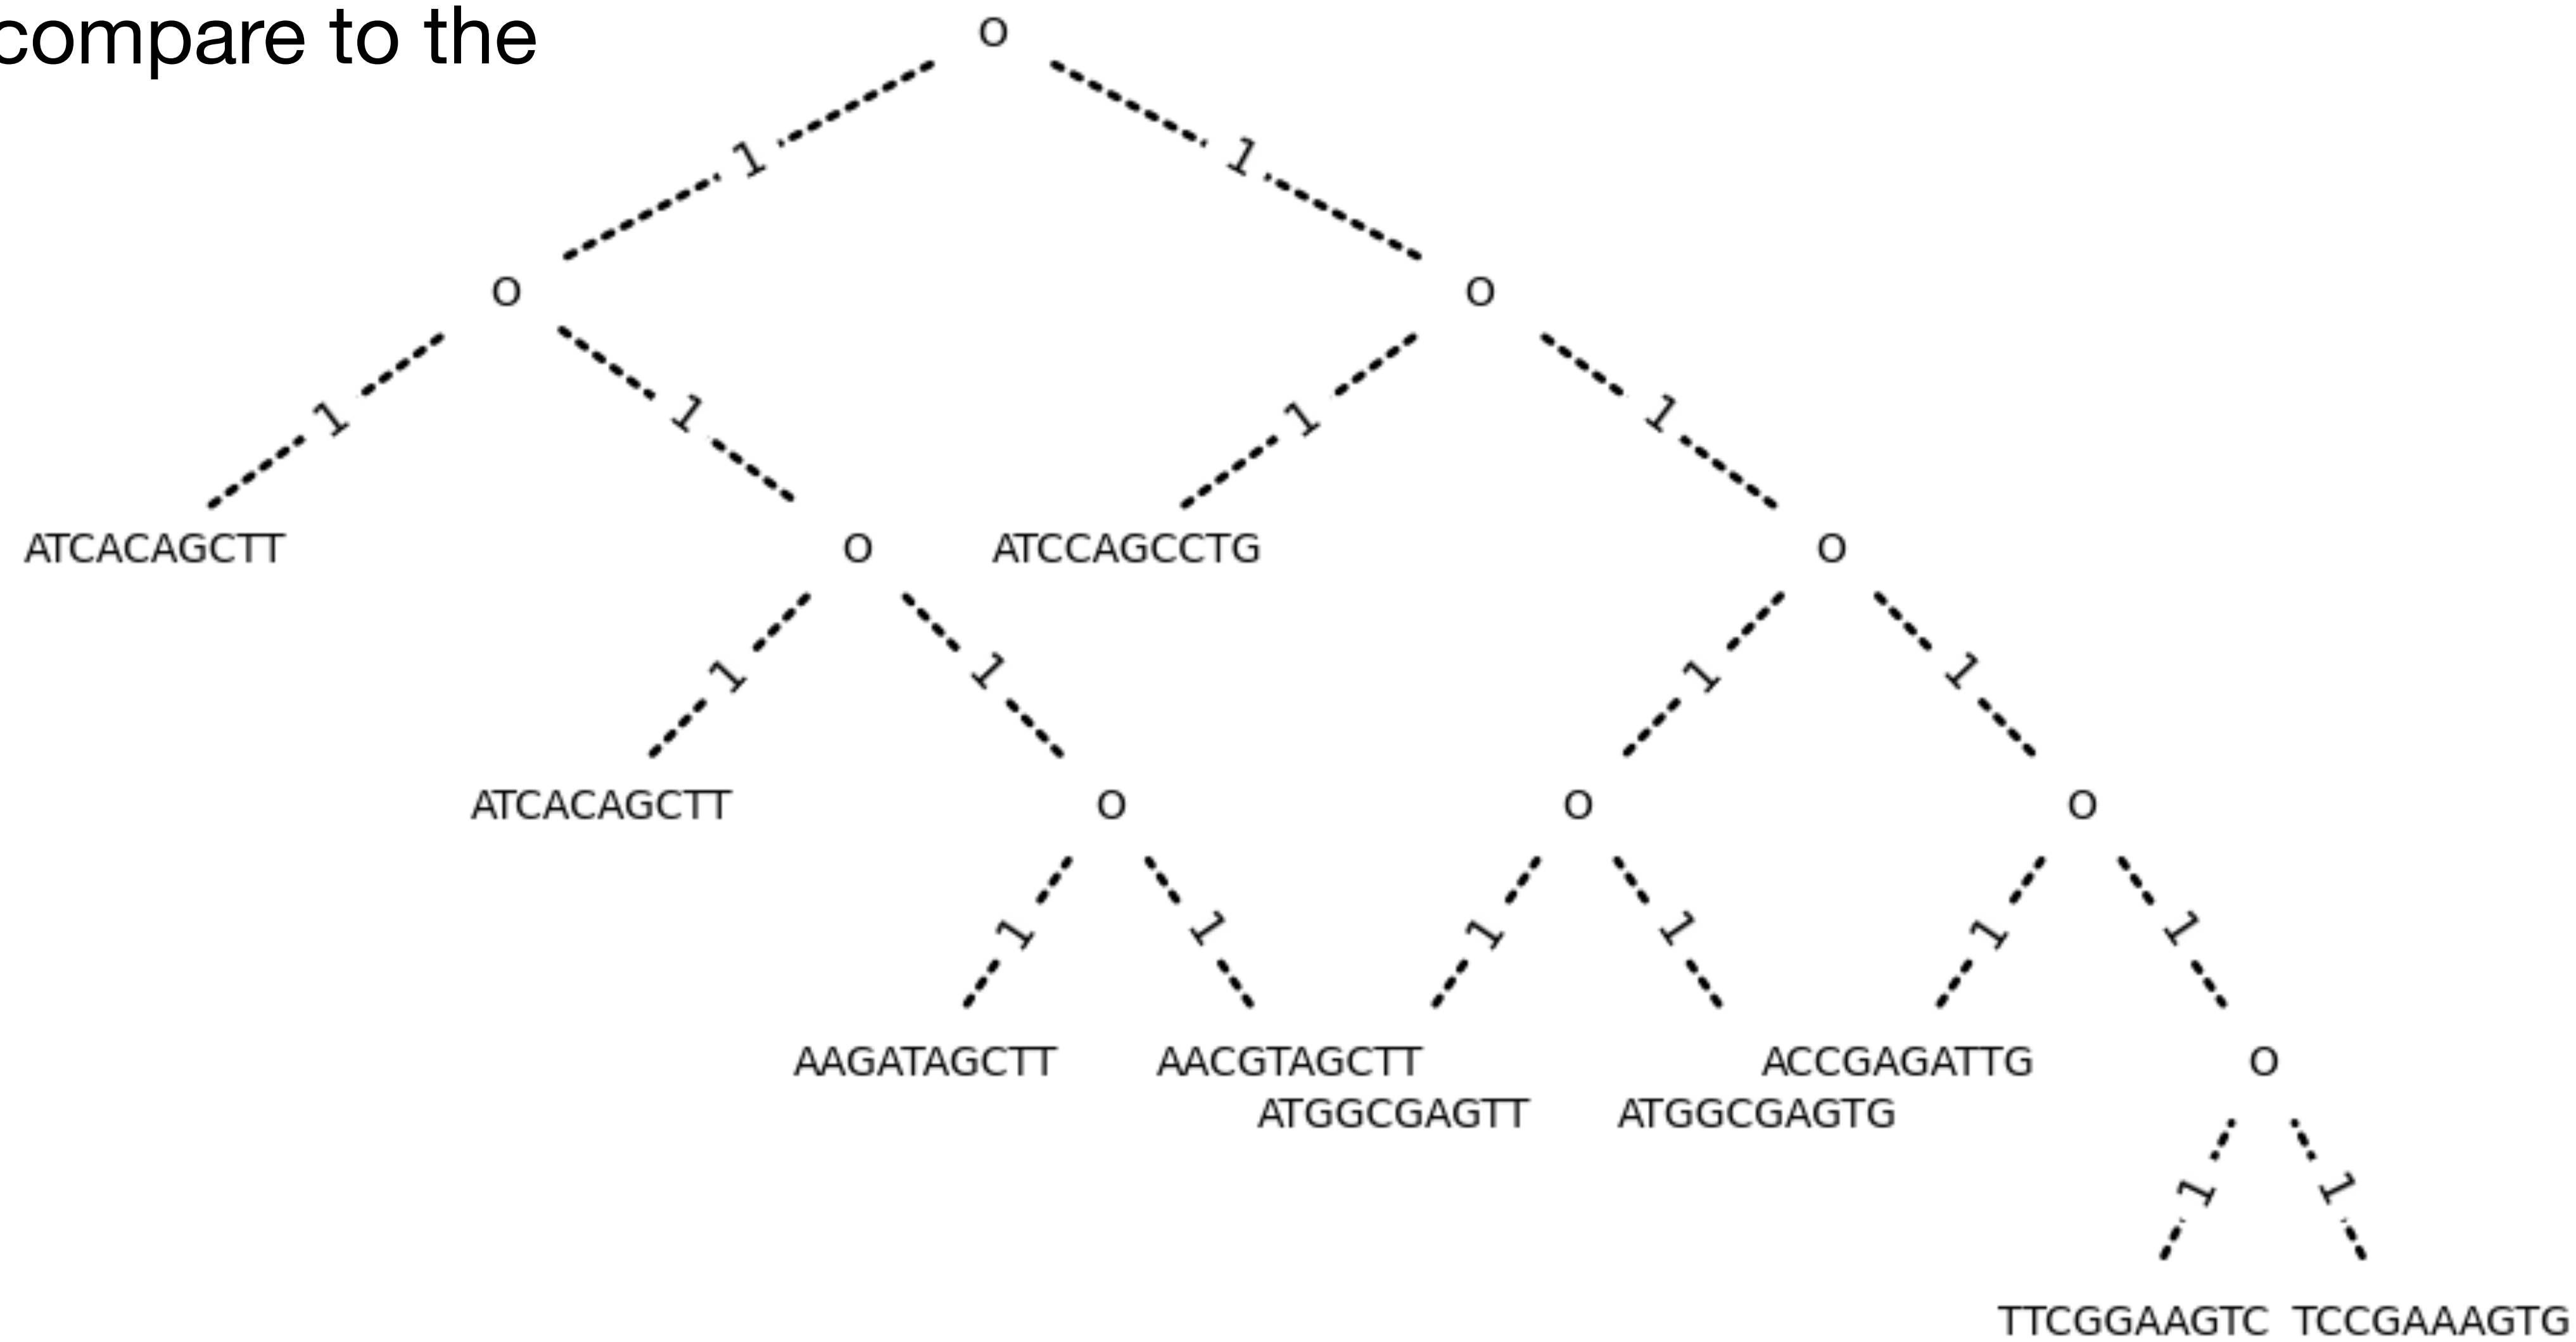 compare to the
O
1 1
O O
1 1 1 1
ATCACAGCTT O ATCCAGCCTG O
1 1 1 1
ATCACAGCTT O O O
1 1 1 1 1 1
AAGATAGCTT AACGTAGCTT ACCGAGATTG O
ATGGCGAGTT ATGGCGAGTG
1 1
TTCGGAAGTC TCCGAAAGTG